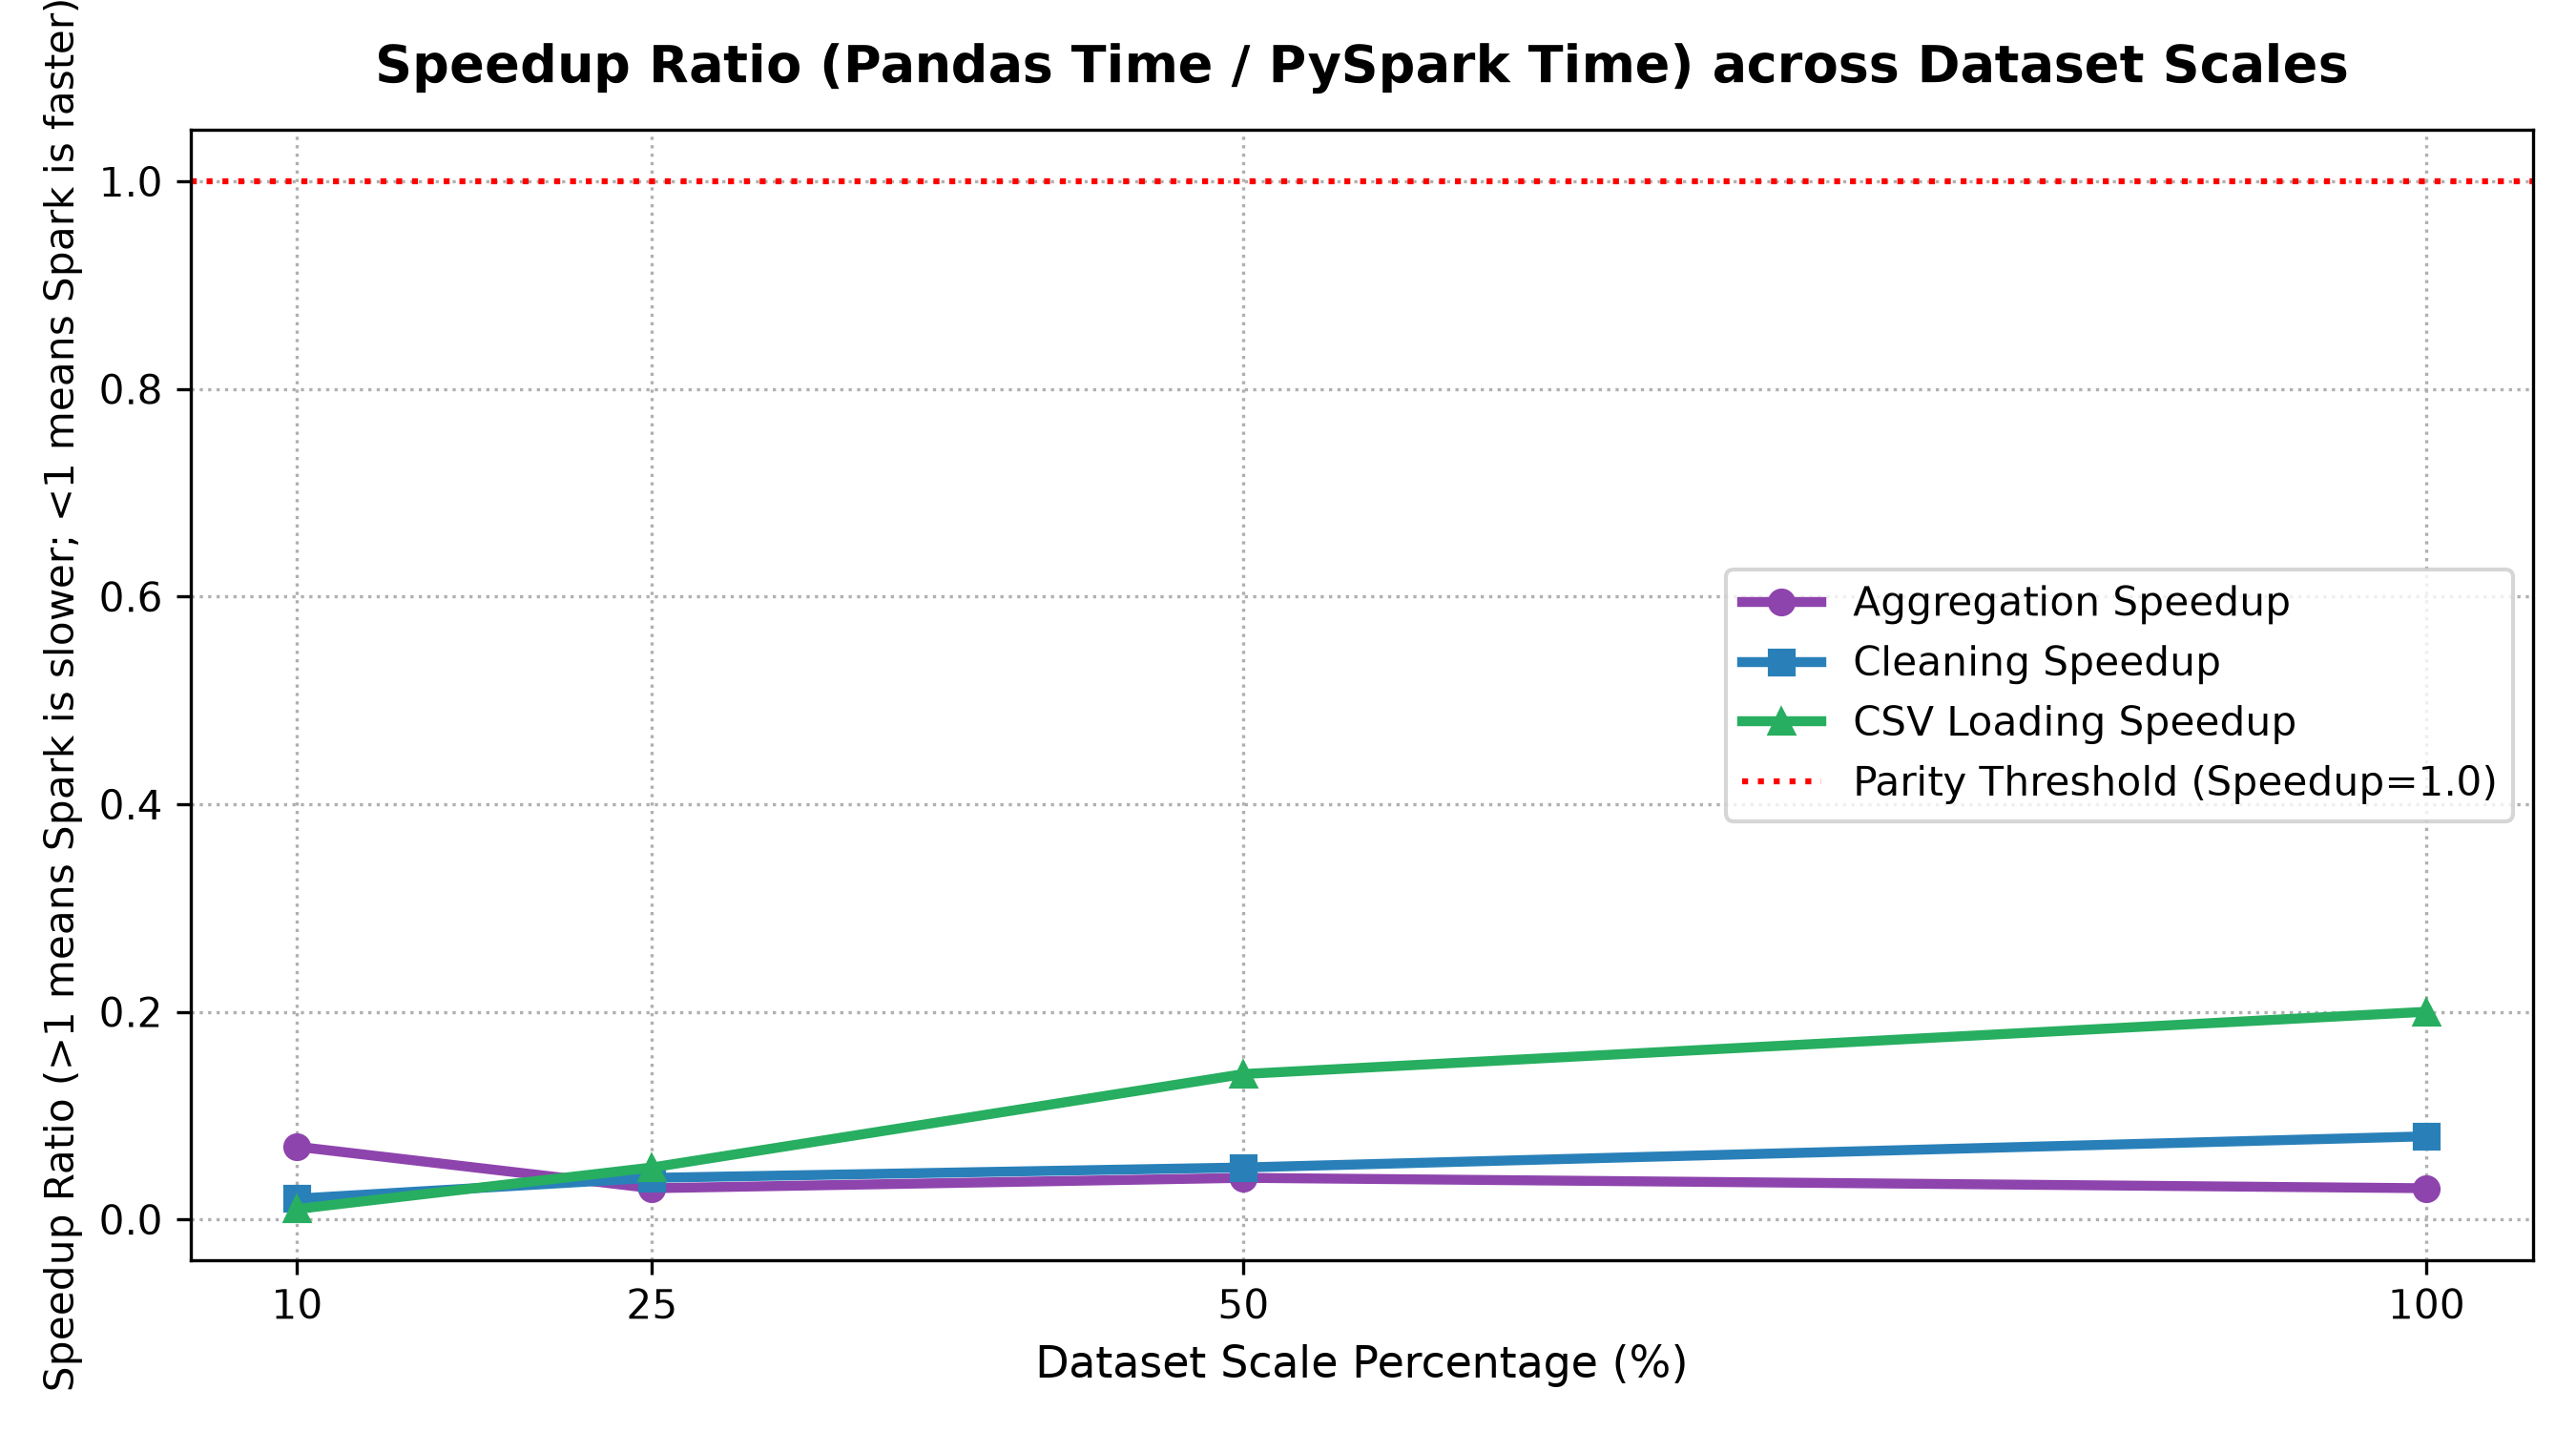 Speedup Ratio (Pandas Time / PySpark Time) across Dataset Scales
Speedup Ratio (>1 means Spark is slower; <1 means Spark is faster)
1.0
0.8
0.6
0.4
0.2
0.0
Aggregation Speedup
Cleaning Speedup
CSV Loading Speedup
Parity Threshold (Speedup=1.0)
10
25
50
100
Dataset Scale Percentage (%)